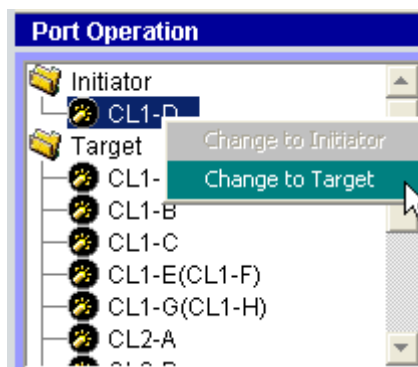 Port Operation
Initiator
CL1-D
Change to Initiator
Target
Change to Target
CL1-
CL1-B
CL1-C
CL1-E(CL1-F)
CL1-G(CL1-H)
CL2-A